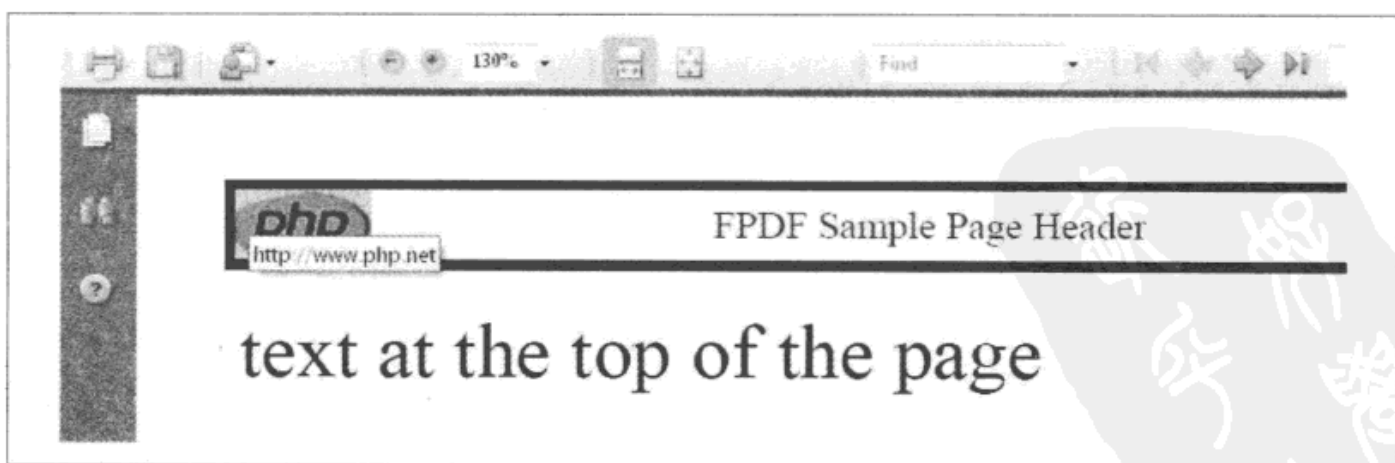 130%
Find
php
FPDF Sample Page Header
http://www.php.net
text at the top of the page